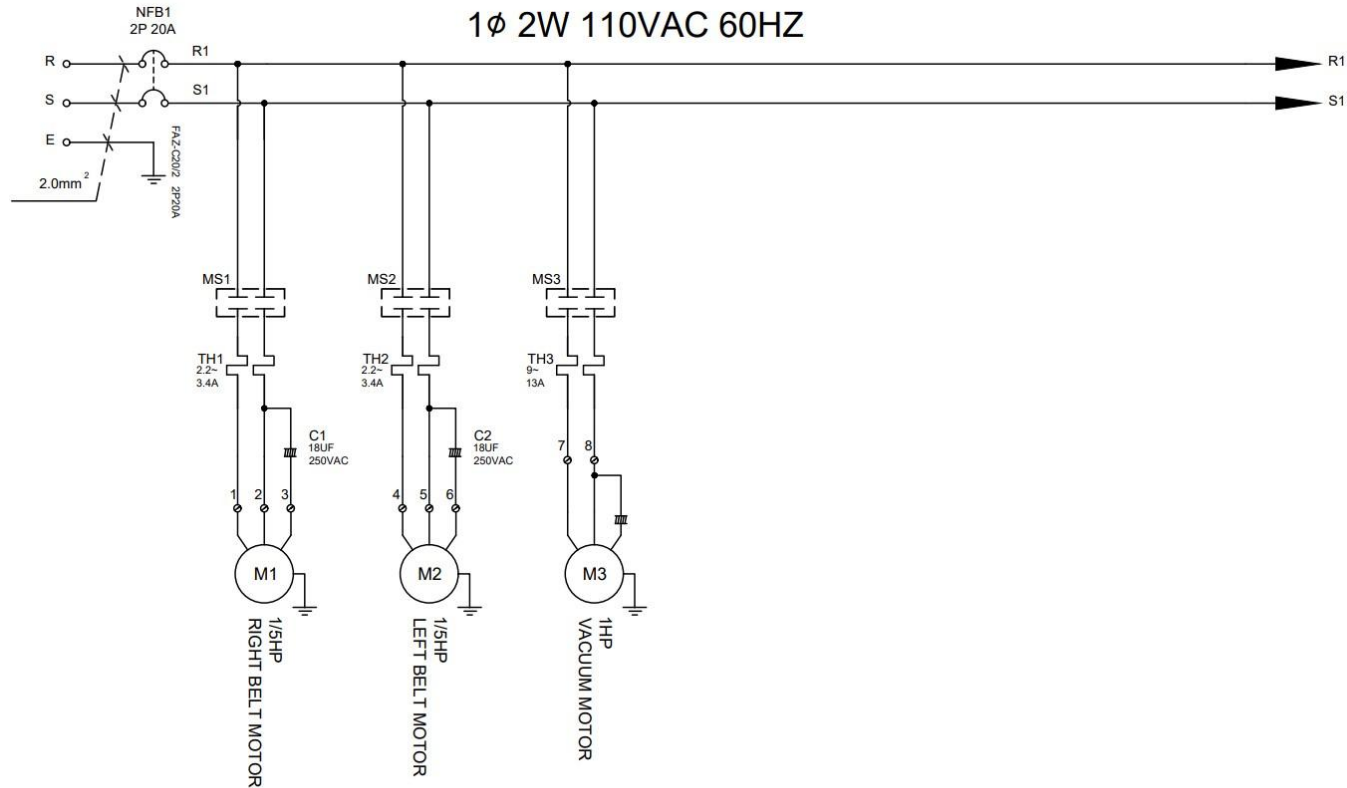 NFB1
2P 20A
1ϕ 2W 110VAC 60HZ
R
R1
R1
S
S1
S1
E
2.0mm²
FAZ-C20/2 2P20A
MS1
MS2
MS3
TH1
2.2~
3.4A
TH2
2.2~
3.4A
TH3
9~
13A
C1
18UF
250VAC
C2
18UF
250VAC
7
8
1
2
3
4
5
6
M1
M2
M3
1/5HP
RIGHT BELT MOTOR
1/5HP
LEFT BELT MOTOR
1HP
VACUUM MOTOR